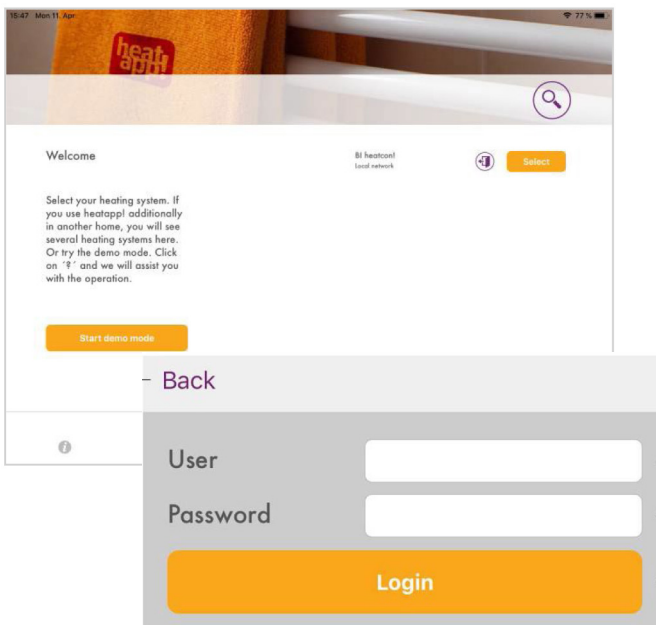 15:47 Mon 11. Apr
77 %
heat
app!
Welcome
BI heatcon!
Local network
Select
Select your heating system. If
you use heatapp! additionally
in another home, you will see
several heating systems here.
Or try the demo mode. Click
on ´?´ and we will assist you
with the operation.
Start demo mode
Back
User
Password
Login